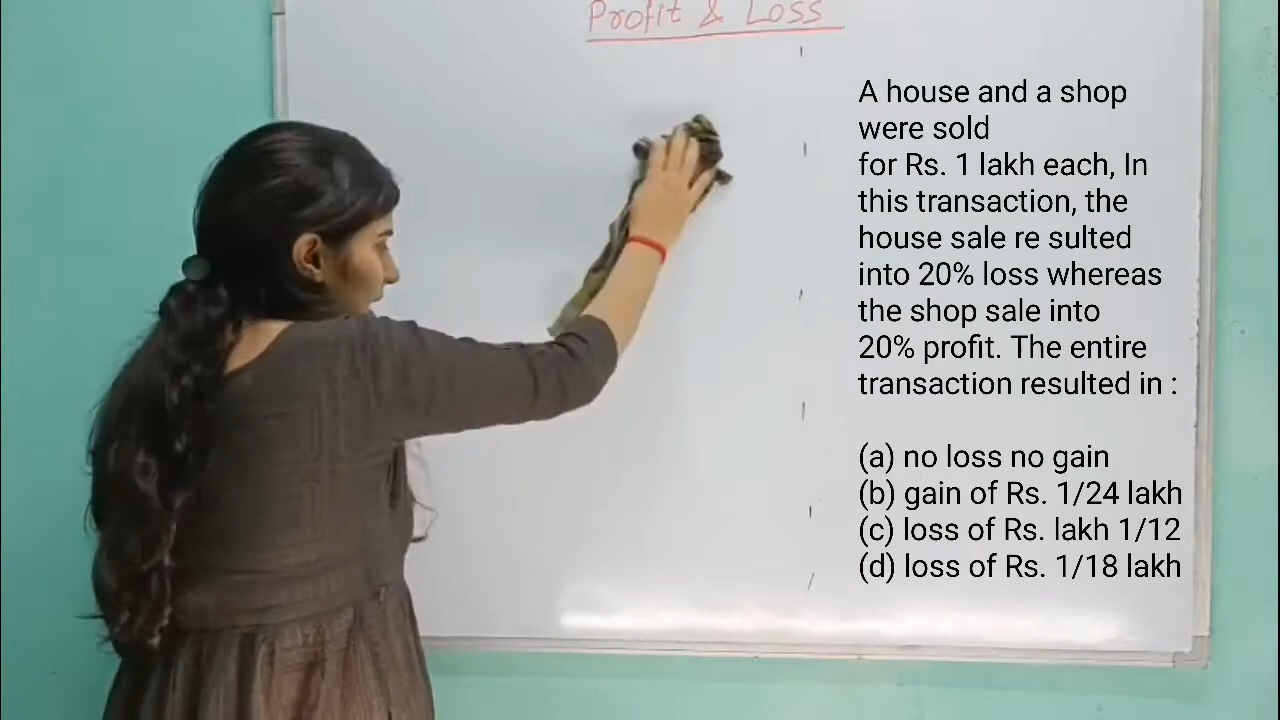 Profit & Loss
A house and a shop
were sold
for Rs. 1 lakh each, In
this transaction, the
house sale re sulted
into 20% loss whereas
the shop sale into
20% profit. The entire
transaction resulted in :
(a) no loss no gain
(b) gain of Rs. 1/24 lakh
(c) loss of Rs. lakh 1/12
(d) loss of Rs. 1/18 lakh